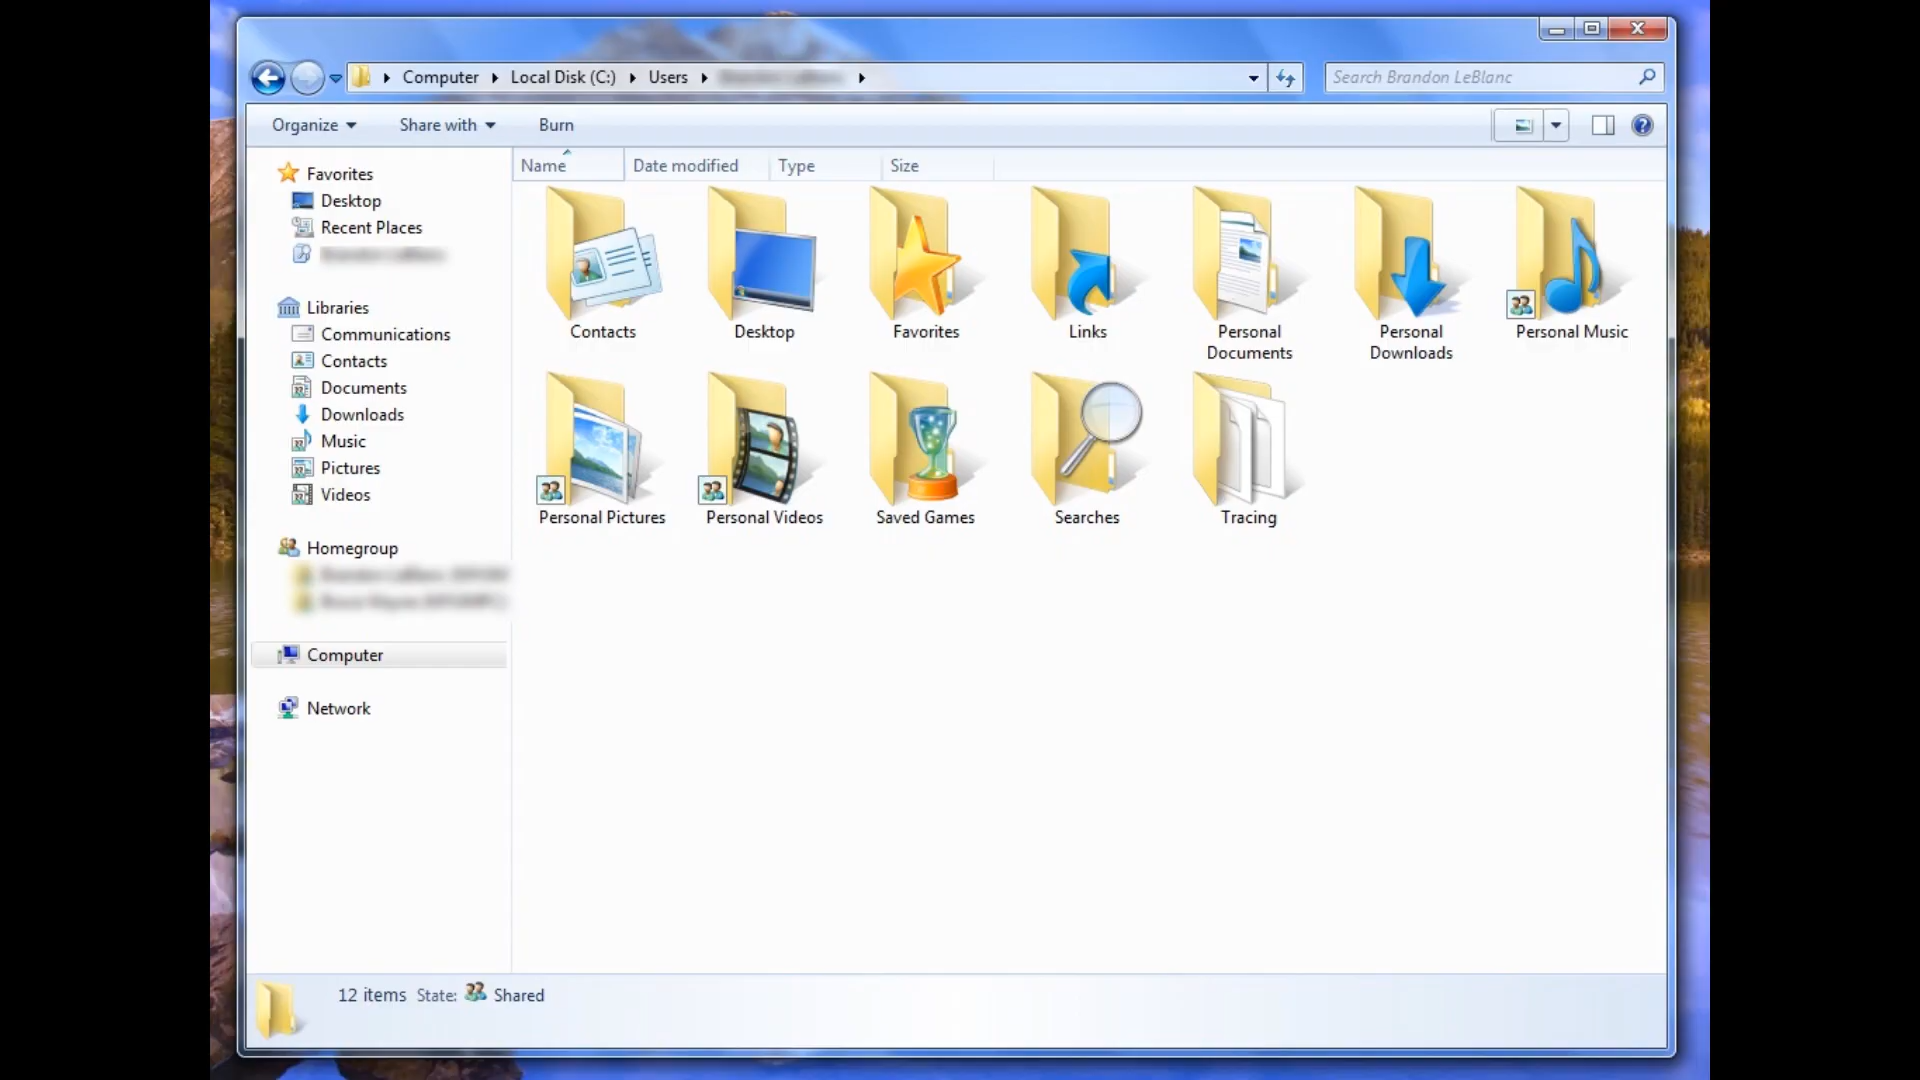 Computer Local Disk (C:) Users
Search Brandon LeBlanc
Organize Share with Burn
Name Date modified Type Size
Favorites
Desktop
Recent Places
Libraries
Communications
Contacts
Documents
Downloads
Music
Pictures
Videos
Homegroup
Computer
Network
Contacts Desktop Favorites Links Personal Documents Personal Downloads Personal Music
Personal Pictures Personal Videos Saved Games Searches Tracing
12 items State: Shared